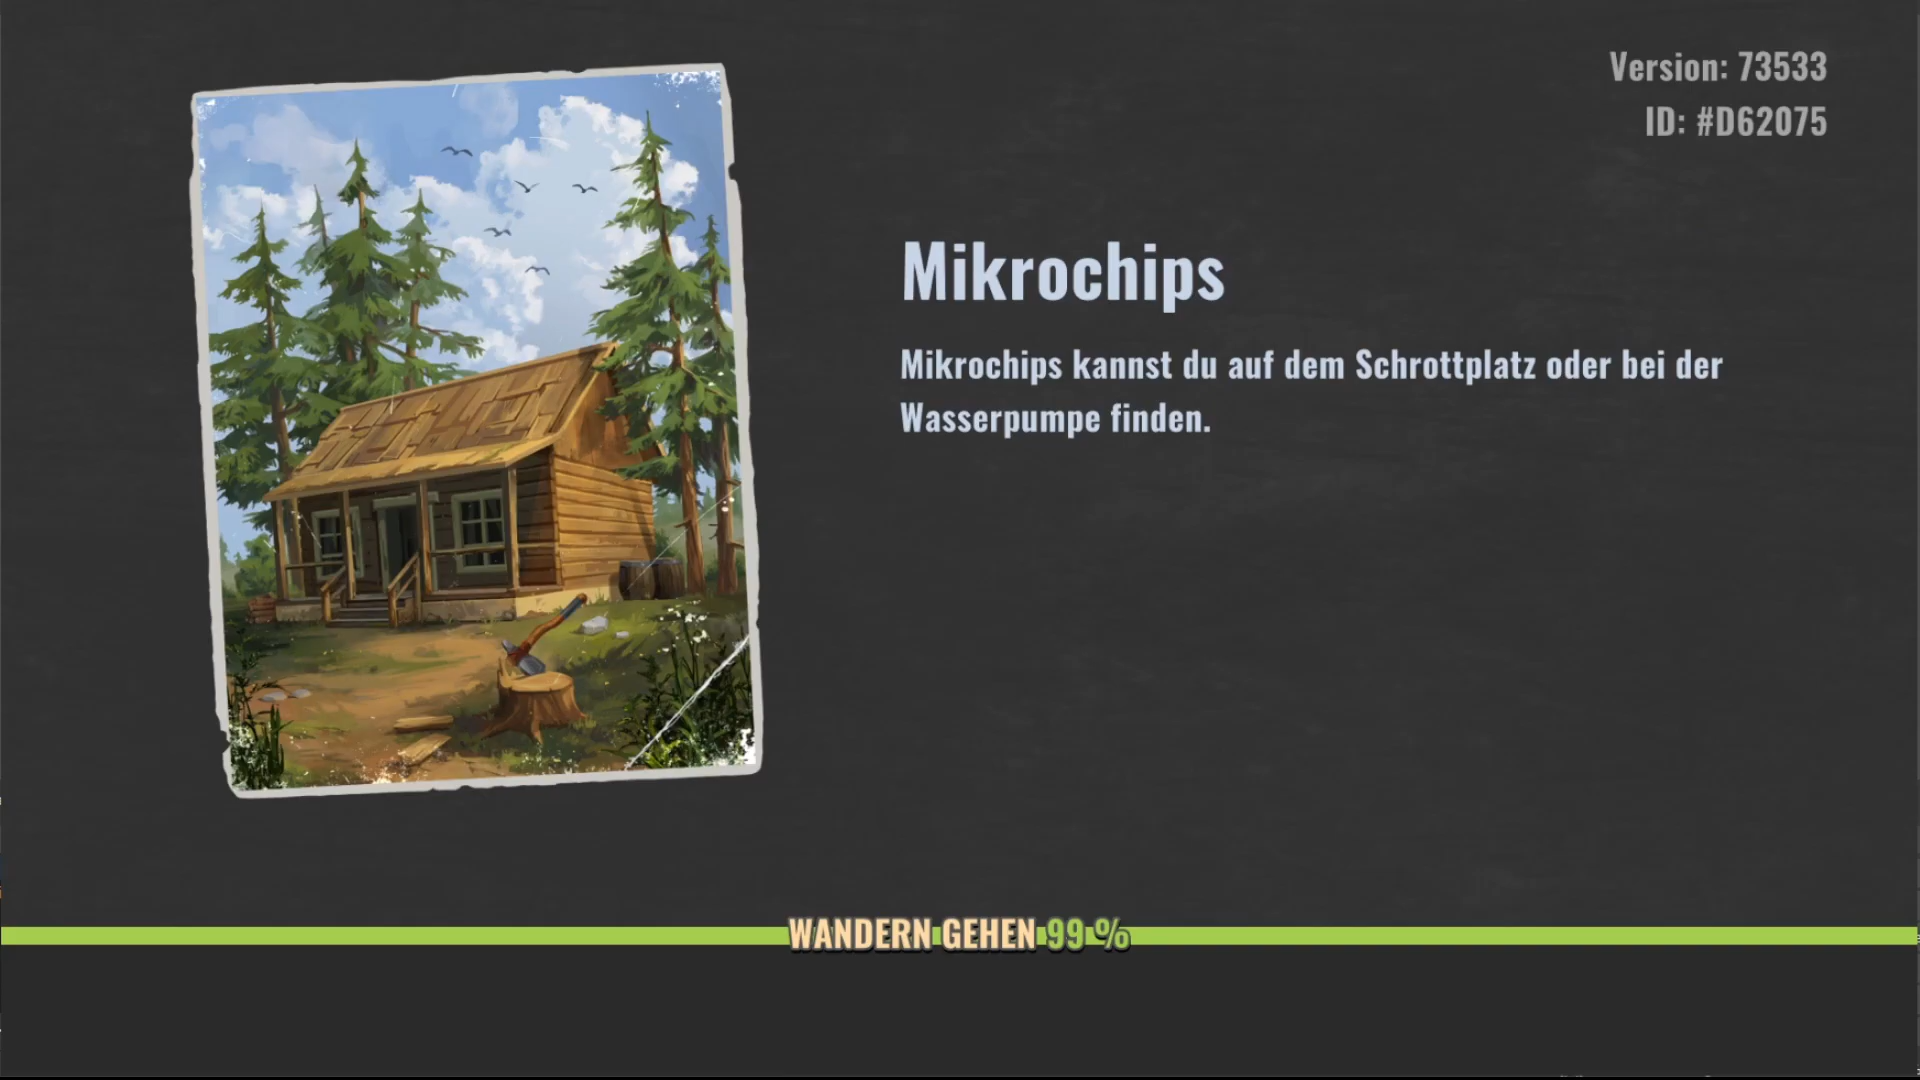 Version: 73533
ID: #D62075
Mikrochips
Mikrochips kannst du auf dem Schrottplatz oder bei der
Wasserpumpe finden.
WANDERN GEHEN 99 %